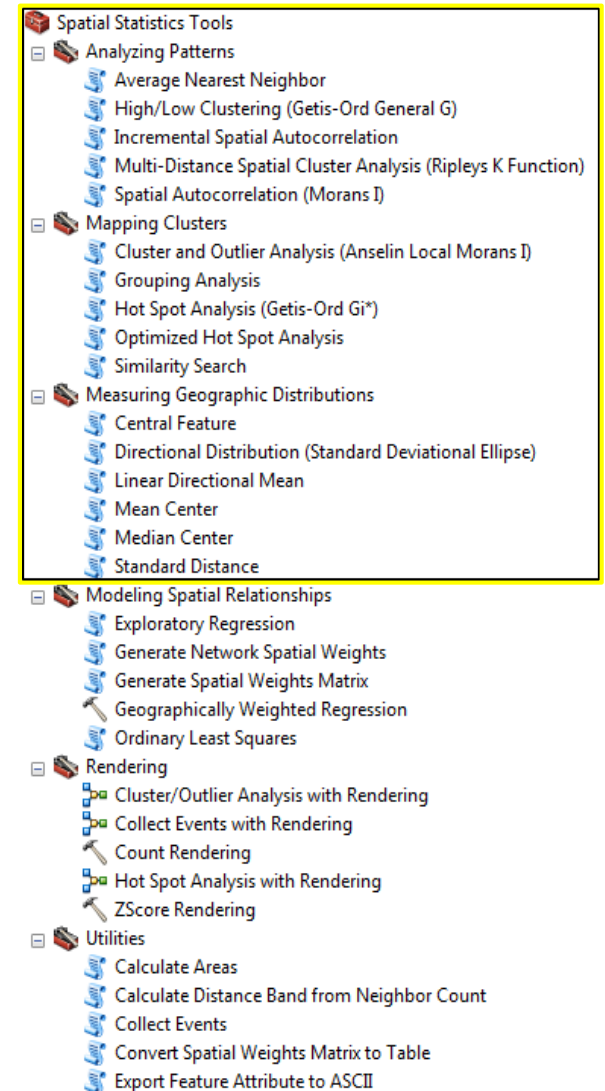 Spatial Statistics Tools
Analyzing Patterns
Average Nearest Neighbor
High/Low Clustering (Getis-Ord General G)
Incremental Spatial Autocorrelation
Multi-Distance Spatial Cluster Analysis (Ripleys K Function)
Spatial Autocorrelation (Morans I)
Mapping Clusters
Cluster and Outlier Analysis (Anselin Local Morans I)
Grouping Analysis
Hot Spot Analysis (Getis-Ord Gi*)
Optimized Hot Spot Analysis
Similarity Search
Measuring Geographic Distributions
Central Feature
Directional Distribution (Standard Deviational Ellipse)
Linear Directional Mean
Mean Center
Median Center
Standard Distance
Modeling Spatial Relationships
Exploratory Regression
Generate Network Spatial Weights
Generate Spatial Weights Matrix
Geographically Weighted Regression
Ordinary Least Squares
Rendering
Cluster/Outlier Analysis with Rendering
Collect Events with Rendering
Count Rendering
Hot Spot Analysis with Rendering
ZScore Rendering
Utilities
Calculate Areas
Calculate Distance Band from Neighbor Count
Collect Events
Convert Spatial Weights Matrix to Table
Export Feature Attribute to ASCII